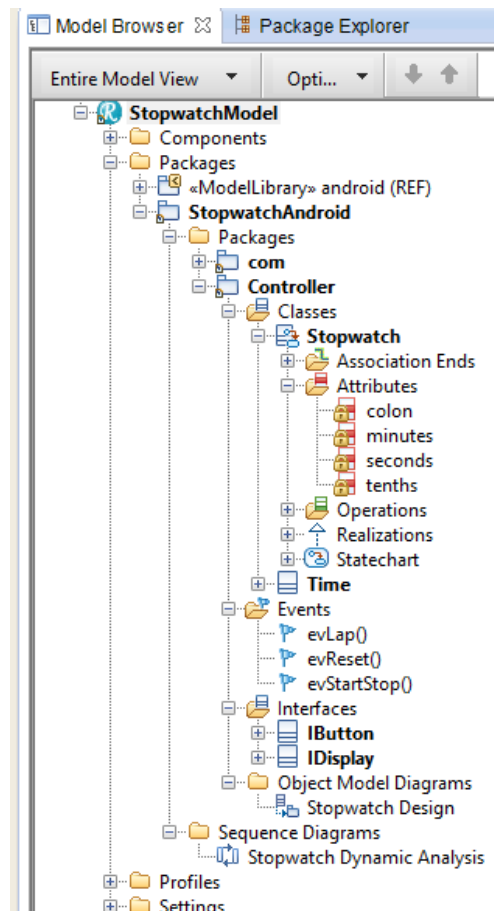 Model Browser Package Explorer
Entire Model View Opti...
StopwatchModel
Components
Packages
«ModelLibrary» android (REF)
StopwatchAndroid
Packages
com
Controller
Classes
Stopwatch
Association Ends
Attributes
colon
minutes
seconds
tenths
Operations
Realizations
Statechart
Time
Events
evLap()
evReset()
evStartStop()
Interfaces
IButton
IDisplay
Object Model Diagrams
Stopwatch Design
Sequence Diagrams
Stopwatch Dynamic Analysis
Profiles
Settings